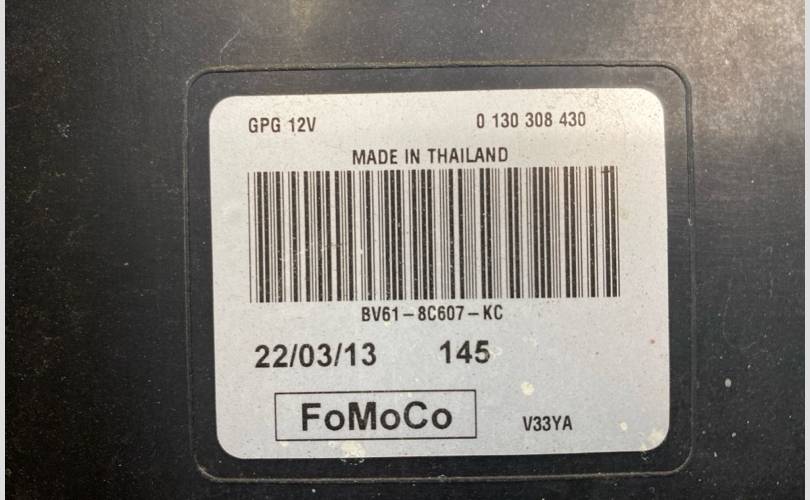 GPG 12V 0 130 308 430
MADE IN THAILAND
BV61-8C607-KC
22/03/13 145
FoMoCo V33YA